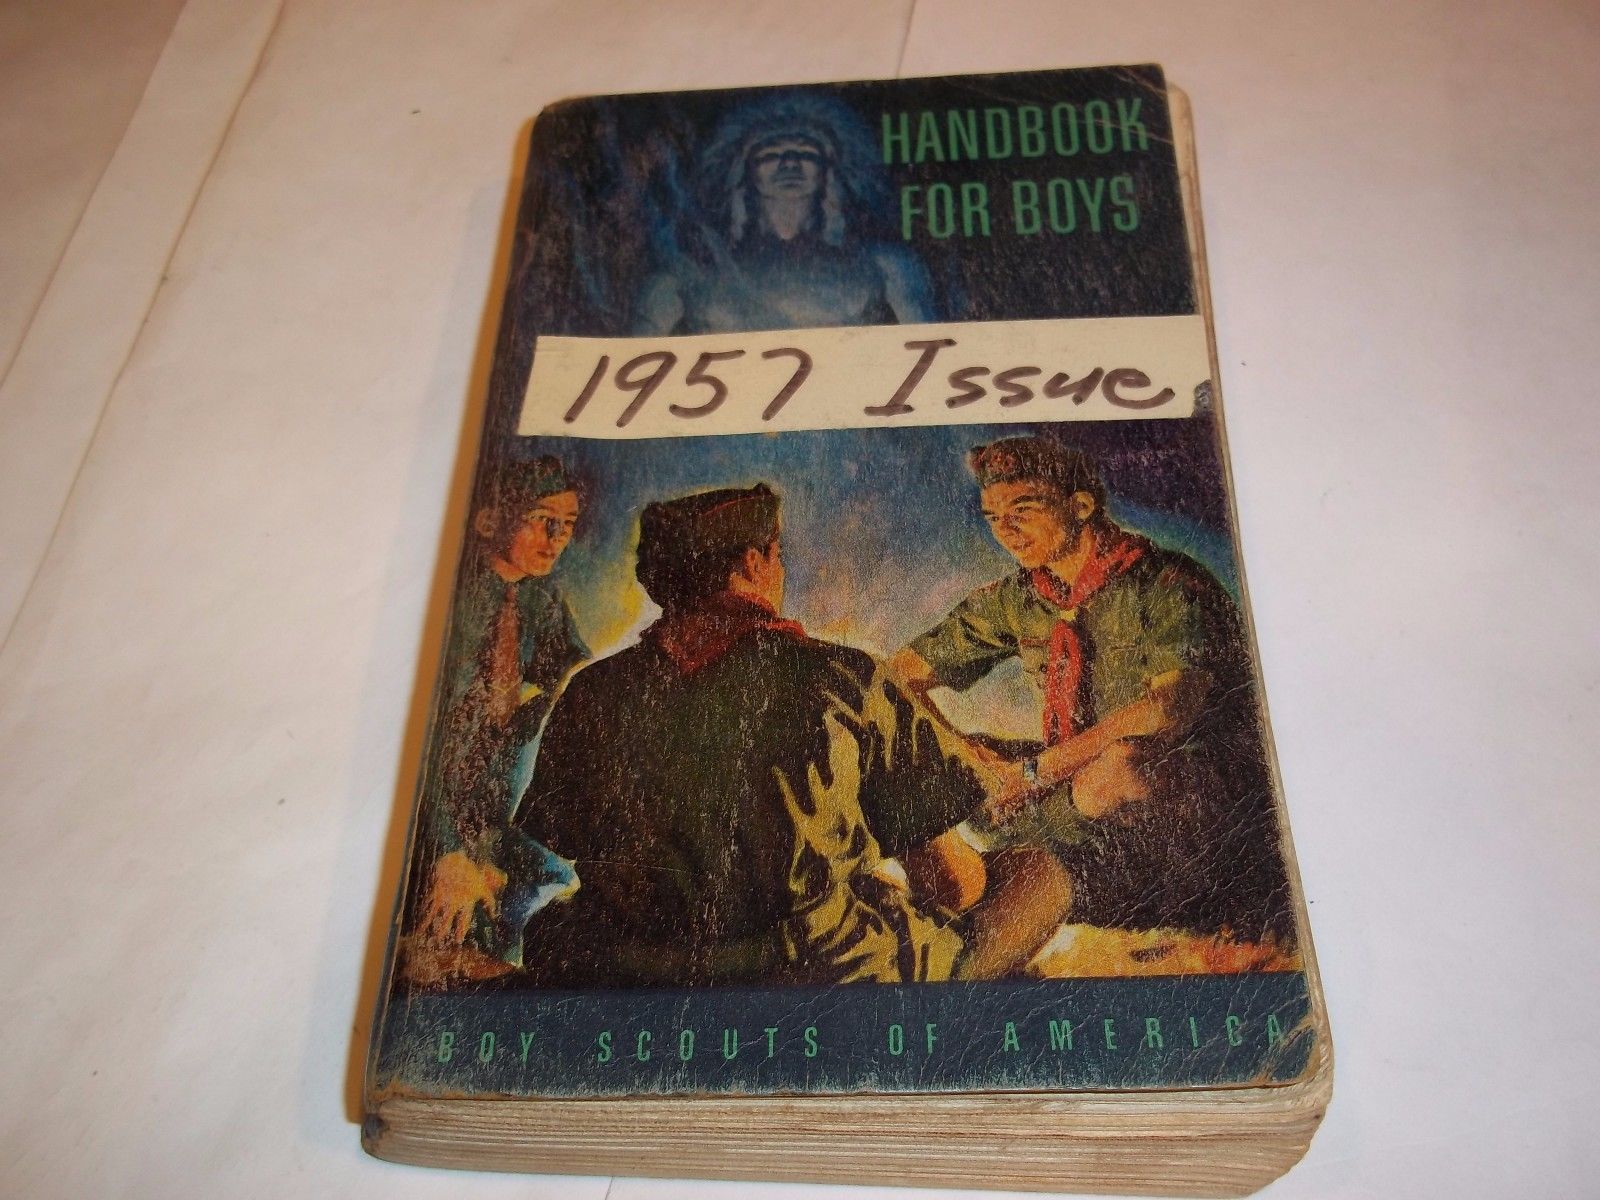 HANDBOOK
FOR BOYS
1957 Issue
BOY SCOUTS OF AMERICA